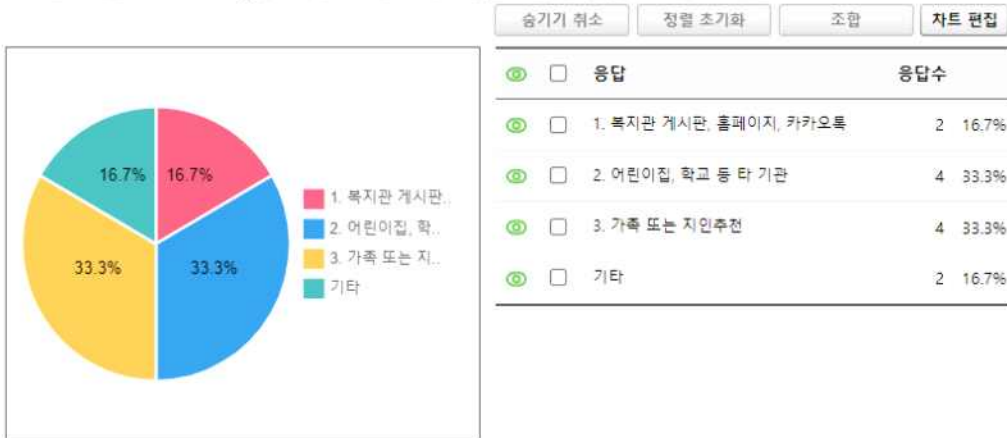 숨기기 취소 정렬 초기화 조합 차트 편집
응답 응답수
1. 복지관 게시판, 홈페이지, 카카오톡 2 16.7%
2. 어린이집, 학교 등 타 기관 4 33.3%
3. 가족 또는 지인추천 4 33.3%
기타 2 16.7%
16.7% 16.7%
33.3% 33.3%
1. 복지관 게시판..
2. 어린이집, 학..
3. 가족 또는 지..
기타